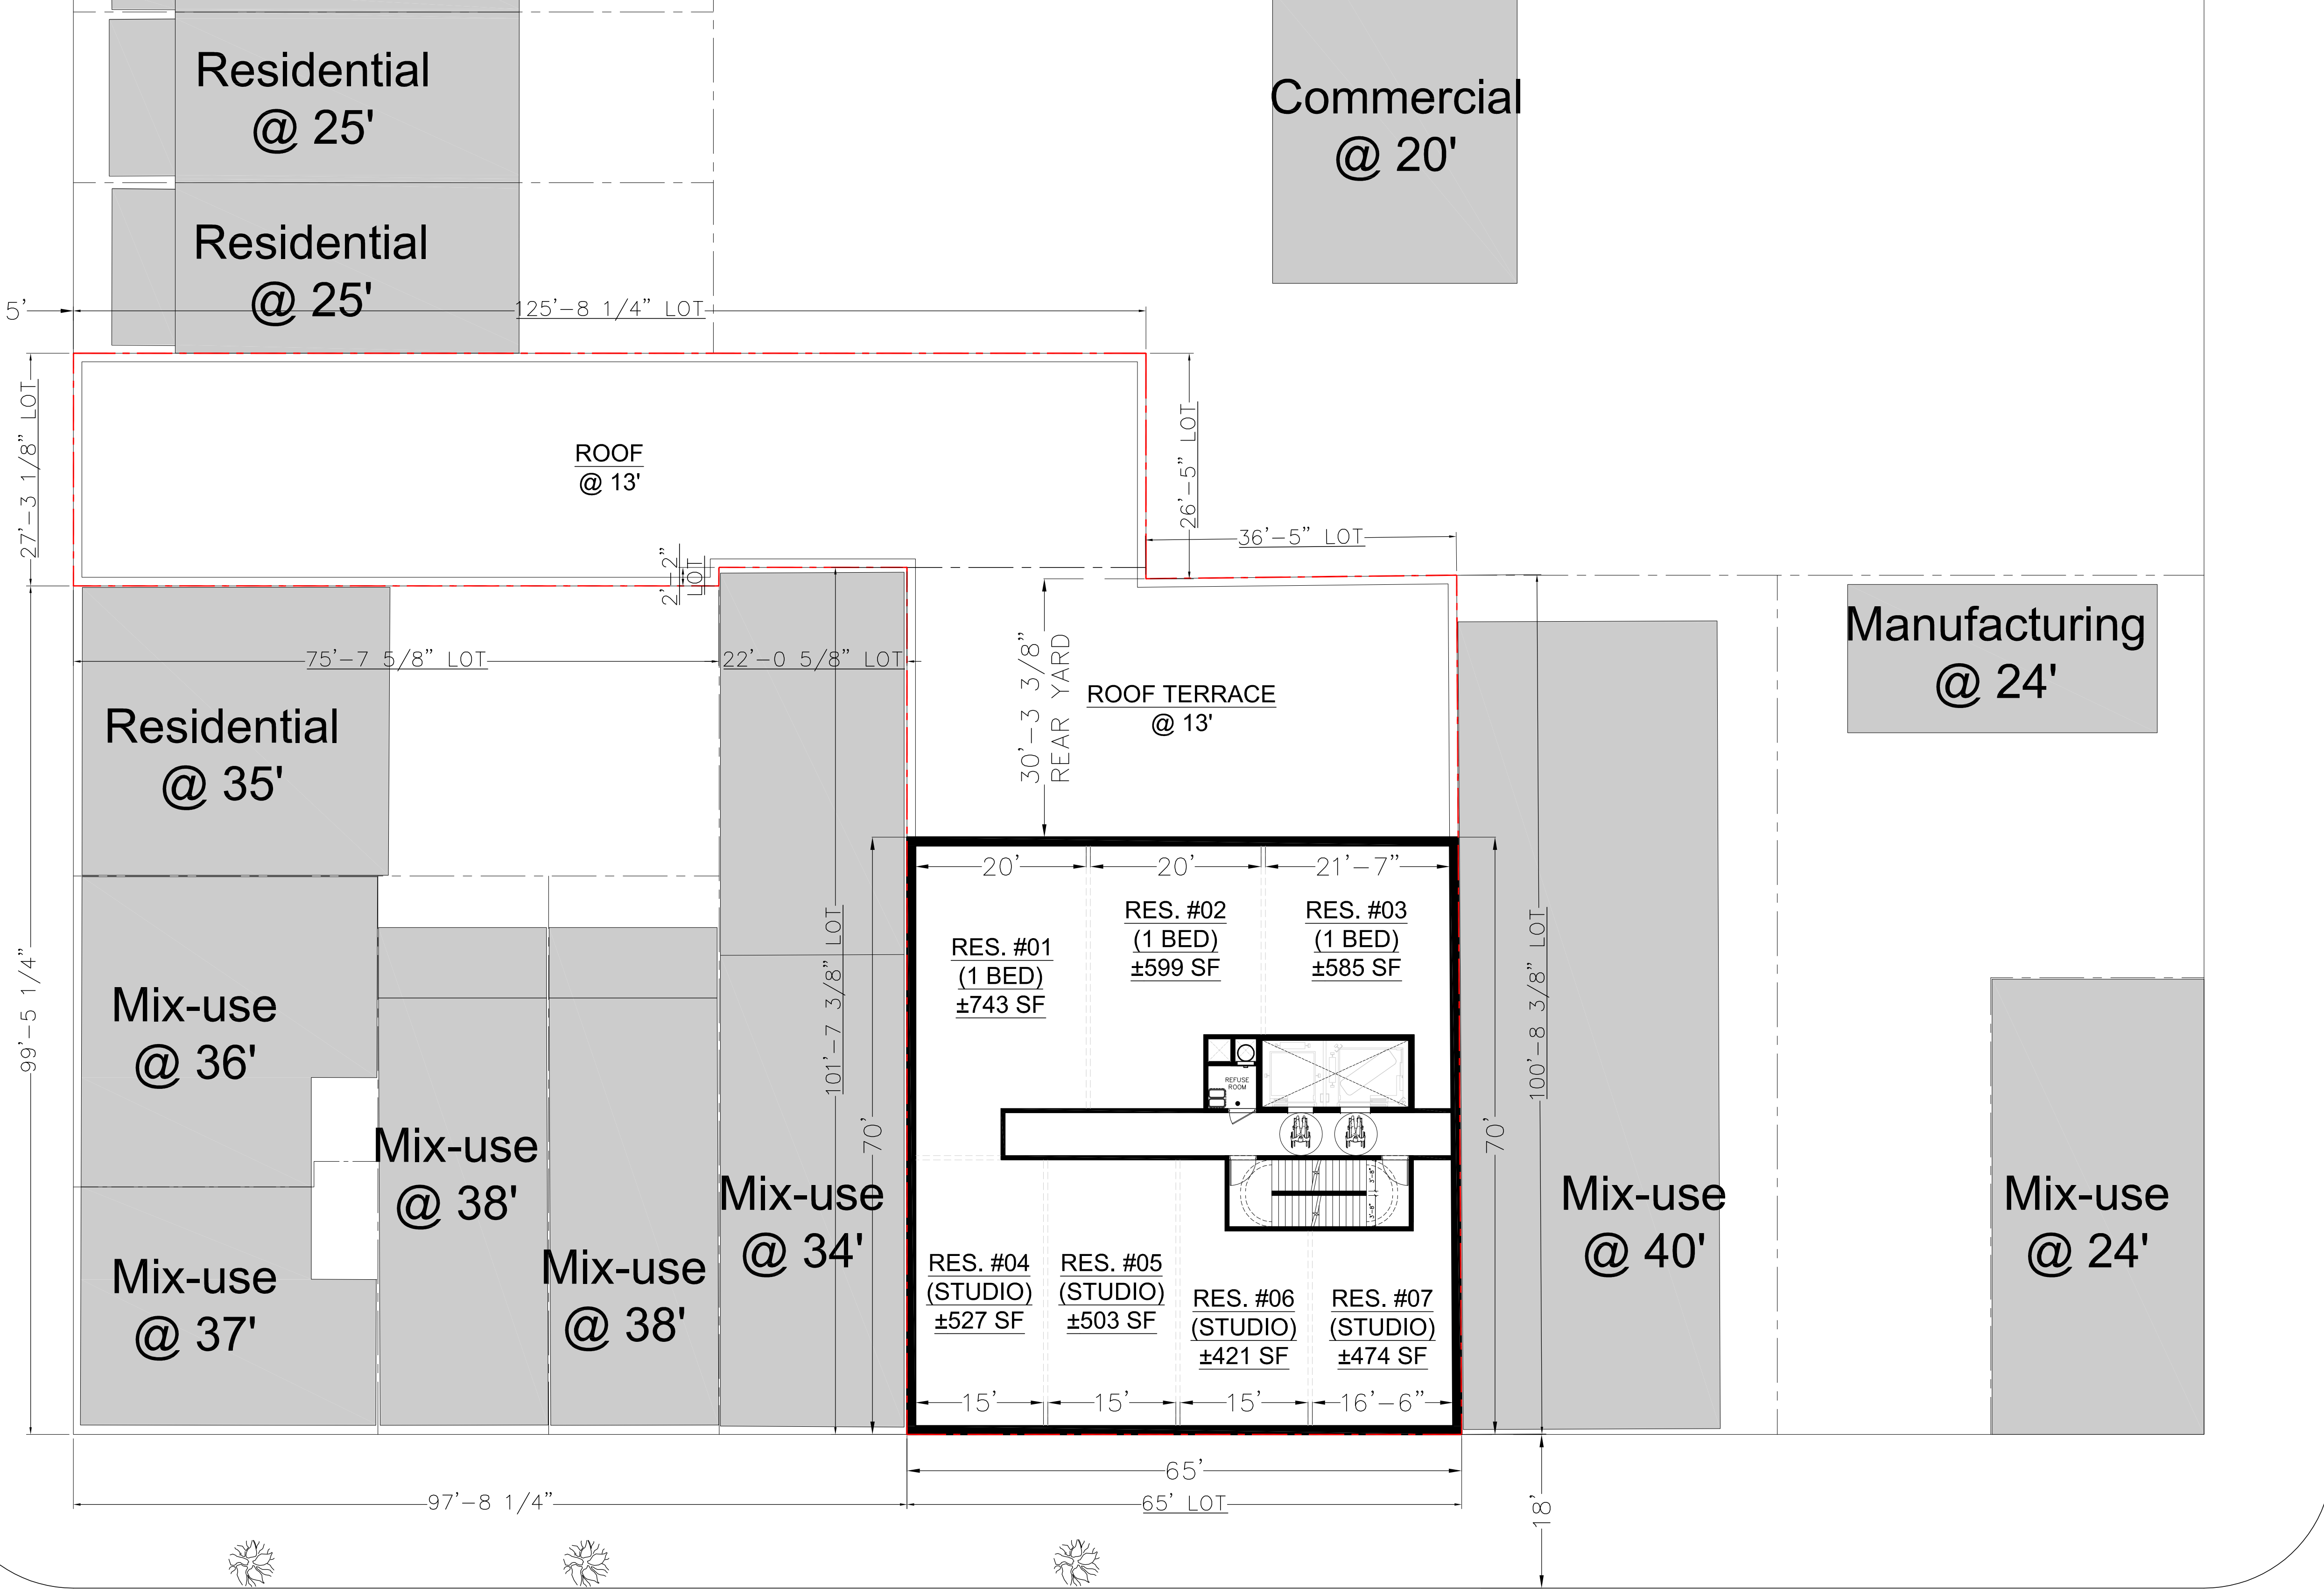 Residential
@ 25'
Commercial
@ 20'
Residential
@ 25'
5'
125'-8 1/4" LOT
27'-3 1/8" LOT
ROOF
@ 13'
26'-5" LOT
36'-5" LOT
2'-2"
LOT
75'-7 5/8" LOT
22'-0 5/8" LOT
30'-3 3/8"
REAR YARD
ROOF TERRACE
@ 13'
Manufacturing
@ 24'
Residential
@ 35'
20'
20'
21'-7"
RES. #01
(1 BED)
±743 SF
RES. #02
(1 BED)
±599 SF
RES. #03
(1 BED)
±585 SF
99'-5 1/4"
101'-7 3/8" LOT
100'-8 3/8" LOT
70'
70'
REFUSE
ROOM
3'-8"
3'-8"
Mix-use
@ 36'
Mix-use
@ 38'
Mix-use
@ 34'
Mix-use
@ 40'
Mix-use
@ 24'
Mix-use
@ 37'
Mix-use
@ 38'
RES. #04
(STUDIO)
±527 SF
RES. #05
(STUDIO)
±503 SF
RES. #06
(STUDIO)
±421 SF
RES. #07
(STUDIO)
±474 SF
15'
15'
15'
16'-6"
65'
97'-8 1/4"
65' LOT
18'